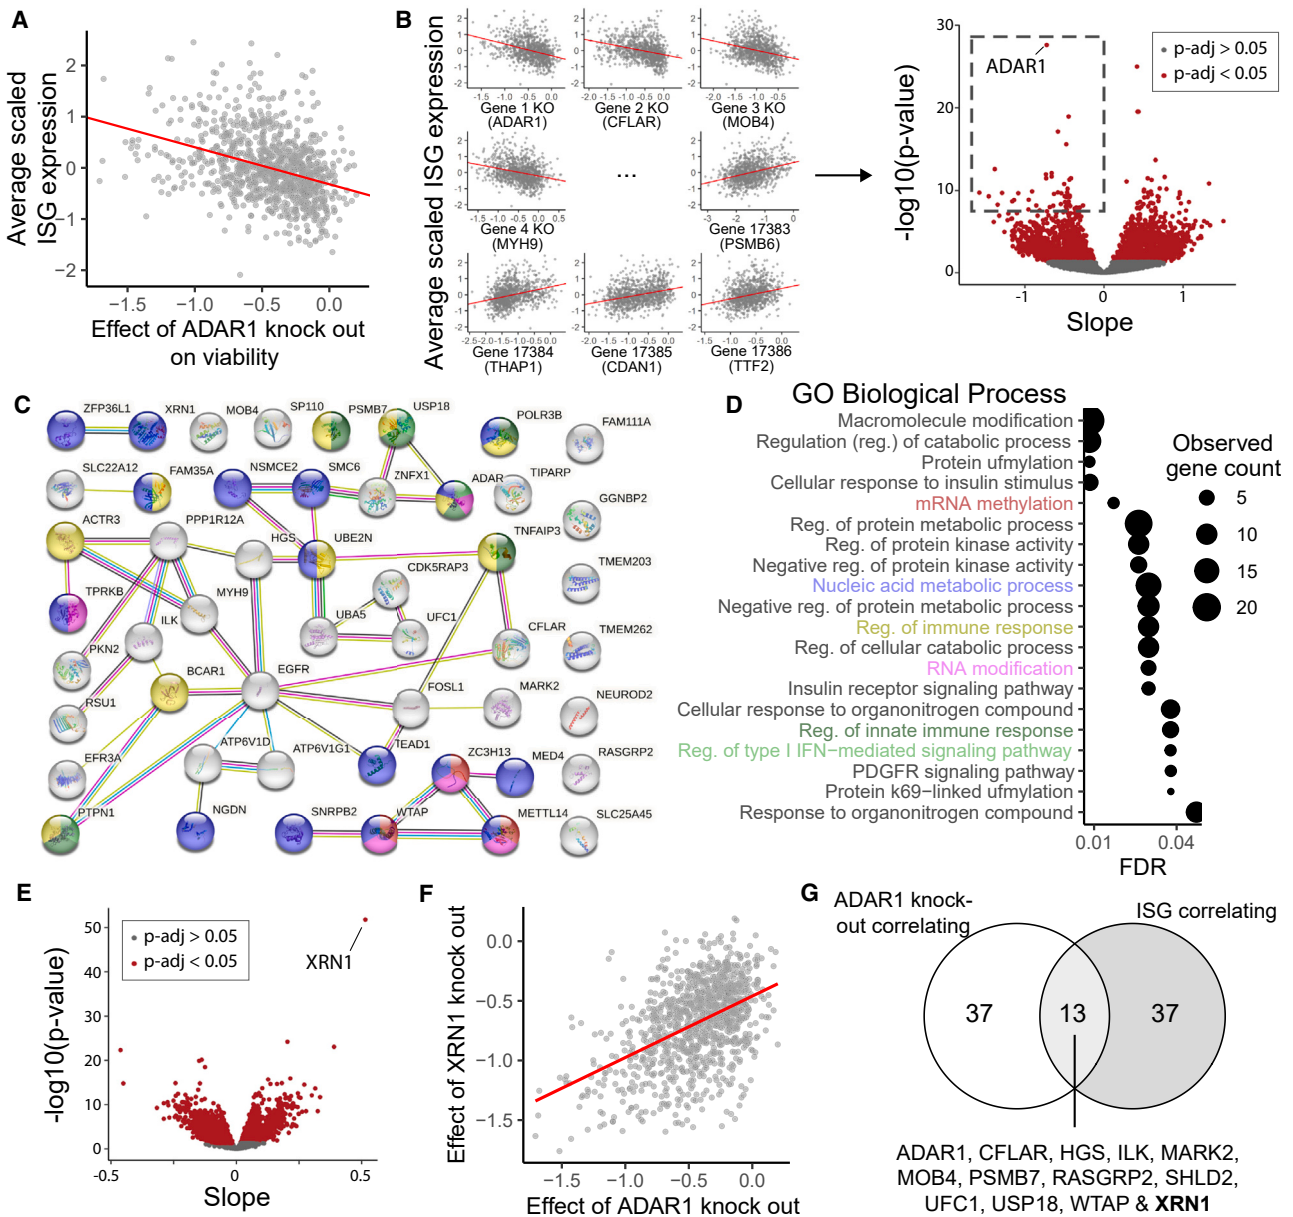 A
Average scaled
ISG expression
2
1
0
−1
−2
−1.5
−1.0
−0.5
0.0
Effect of ADAR1 knock out
on viability
B
Average scaled ISG expression
Gene 1 KO
(ADAR1)
Gene 2 KO
(CFLAR)
Gene 3 KO
(MOB4)
Gene 4 KO
(MYH9)
...
Gene 17383
(PSMB6)
Gene 17384
(THAP1)
Gene 17385
(CDAN1)
Gene 17386
(TTF2)
-log10(p-value)
30
20
10
0
-1
0
1
Slope
ADAR1
p-adj > 0.05
p-adj < 0.05
C
ZFP36L1
XRN1
MOB4
SP110
PSMB7
USP18
POLR3B
FAM111A
SLC22A12
FAM35A
NSMCE2
SMC6
ZNFX1
ADAR
TIPARP
GGNBP2
ACTR3
PPP1R12A
HGS
UBE2N
TNFAIP3
TMEM203
TPRKB
MYH9
CDK5RAP3
ILK
UBA5
UFC1
CFLAR
TMEM262
PKN2
BCAR1
EGFR
FOSL1
MARK2
NEUROD2
RSU1
EFR3A
ATP6V1D
ATP6V1G1
TEAD1
ZC3H13
MED4
RASGRP2
PTPN1
NGDN
SNRPB2
WTAP
METTL14
SLC25A45
D
GO Biological Process
Macromolecule modification
Regulation (reg.) of catabolic process
Protein ufmylation
Cellular response to insulin stimulus
mRNA methylation
Reg. of protein metabolic process
Reg. of protein kinase activity
Negative reg. of protein kinase activity
Nucleic acid metabolic process
Negative reg. of protein metabolic process
Reg. of immune response
Reg. of cellular catabolic process
RNA modification
Insulin receptor signaling pathway
Cellular response to organonitrogen compound
Reg. of innate immune response
Reg. of type I IFN−mediated signaling pathway
PDGFR signaling pathway
Protein k69−linked ufmylation
Response to organonitrogen compound
0.01
0.04
FDR
Observed
gene count
5
10
15
20
E
-log10(p-value)
50
40
30
20
10
0
-0.5
0
0.5
Slope
p-adj > 0.05
p-adj < 0.05
XRN1
F
Effect of XRN1 knock out
0.0
−0.5
−1.0
−1.5
−1.5
−1.0
−0.5
0.0
Effect of ADAR1 knock out
G
ADAR1 knock-
out correlating
ISG correlating
37
13
37
ADAR1, CFLAR, HGS, ILK, MARK2,
MOB4, PSMB7, RASGRP2, SHLD2,
UFC1, USP18, WTAP & XRN1